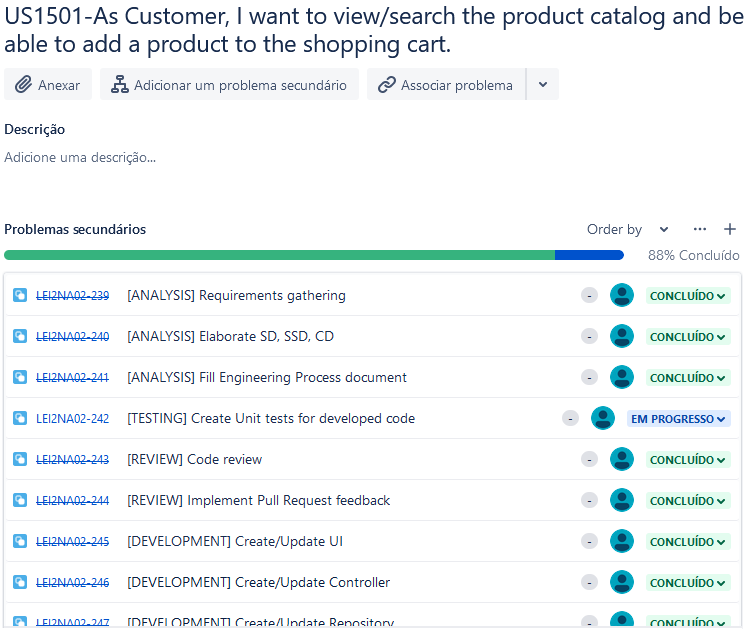 US1501-As Customer, I want to view/search the product catalog and be
able to add a product to the shopping cart.
Anexar Adicionar um problema secundário Associar problema
Descrição
Adicione uma descrição...
Problemas secundários Order by ... +
88% Concluído
LEI2NA02-239 [ANALYSIS] Requirements gathering - CONCLUÍDO
LEI2NA02-240 [ANALYSIS] Elaborate SD, SSD, CD - CONCLUÍDO
LEI2NA02-241 [ANALYSIS] Fill Engineering Process document - CONCLUÍDO
LEI2NA02-242 [TESTING] Create Unit tests for developed code - EM PROGRESSO
LEI2NA02-243 [REVIEW] Code review - CONCLUÍDO
LEI2NA02-244 [REVIEW] Implement Pull Request feedback - CONCLUÍDO
LEI2NA02-245 [DEVELOPMENT] Create/Update UI - CONCLUÍDO
LEI2NA02-246 [DEVELOPMENT] Create/Update Controller - CONCLUÍDO
LEI2NA02-247 [DEVELOPMENT] Create/Update Repository - CONCLUÍDO